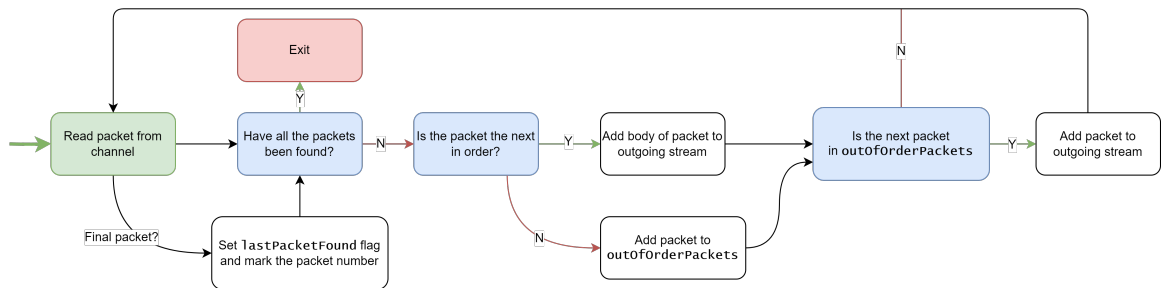 N
Exit
Y
Read packet from
channel
Have all the packets
been found?
N
Is the packet the next
in order?
Y
Add body of packet to
outgoing stream
Is the next packet
in outOfOrderPackets
Y
Add packet to
outgoing stream
Final packet?
Set lastPacketFound flag
and mark the packet number
N
Add packet to
outOfOrderPackets